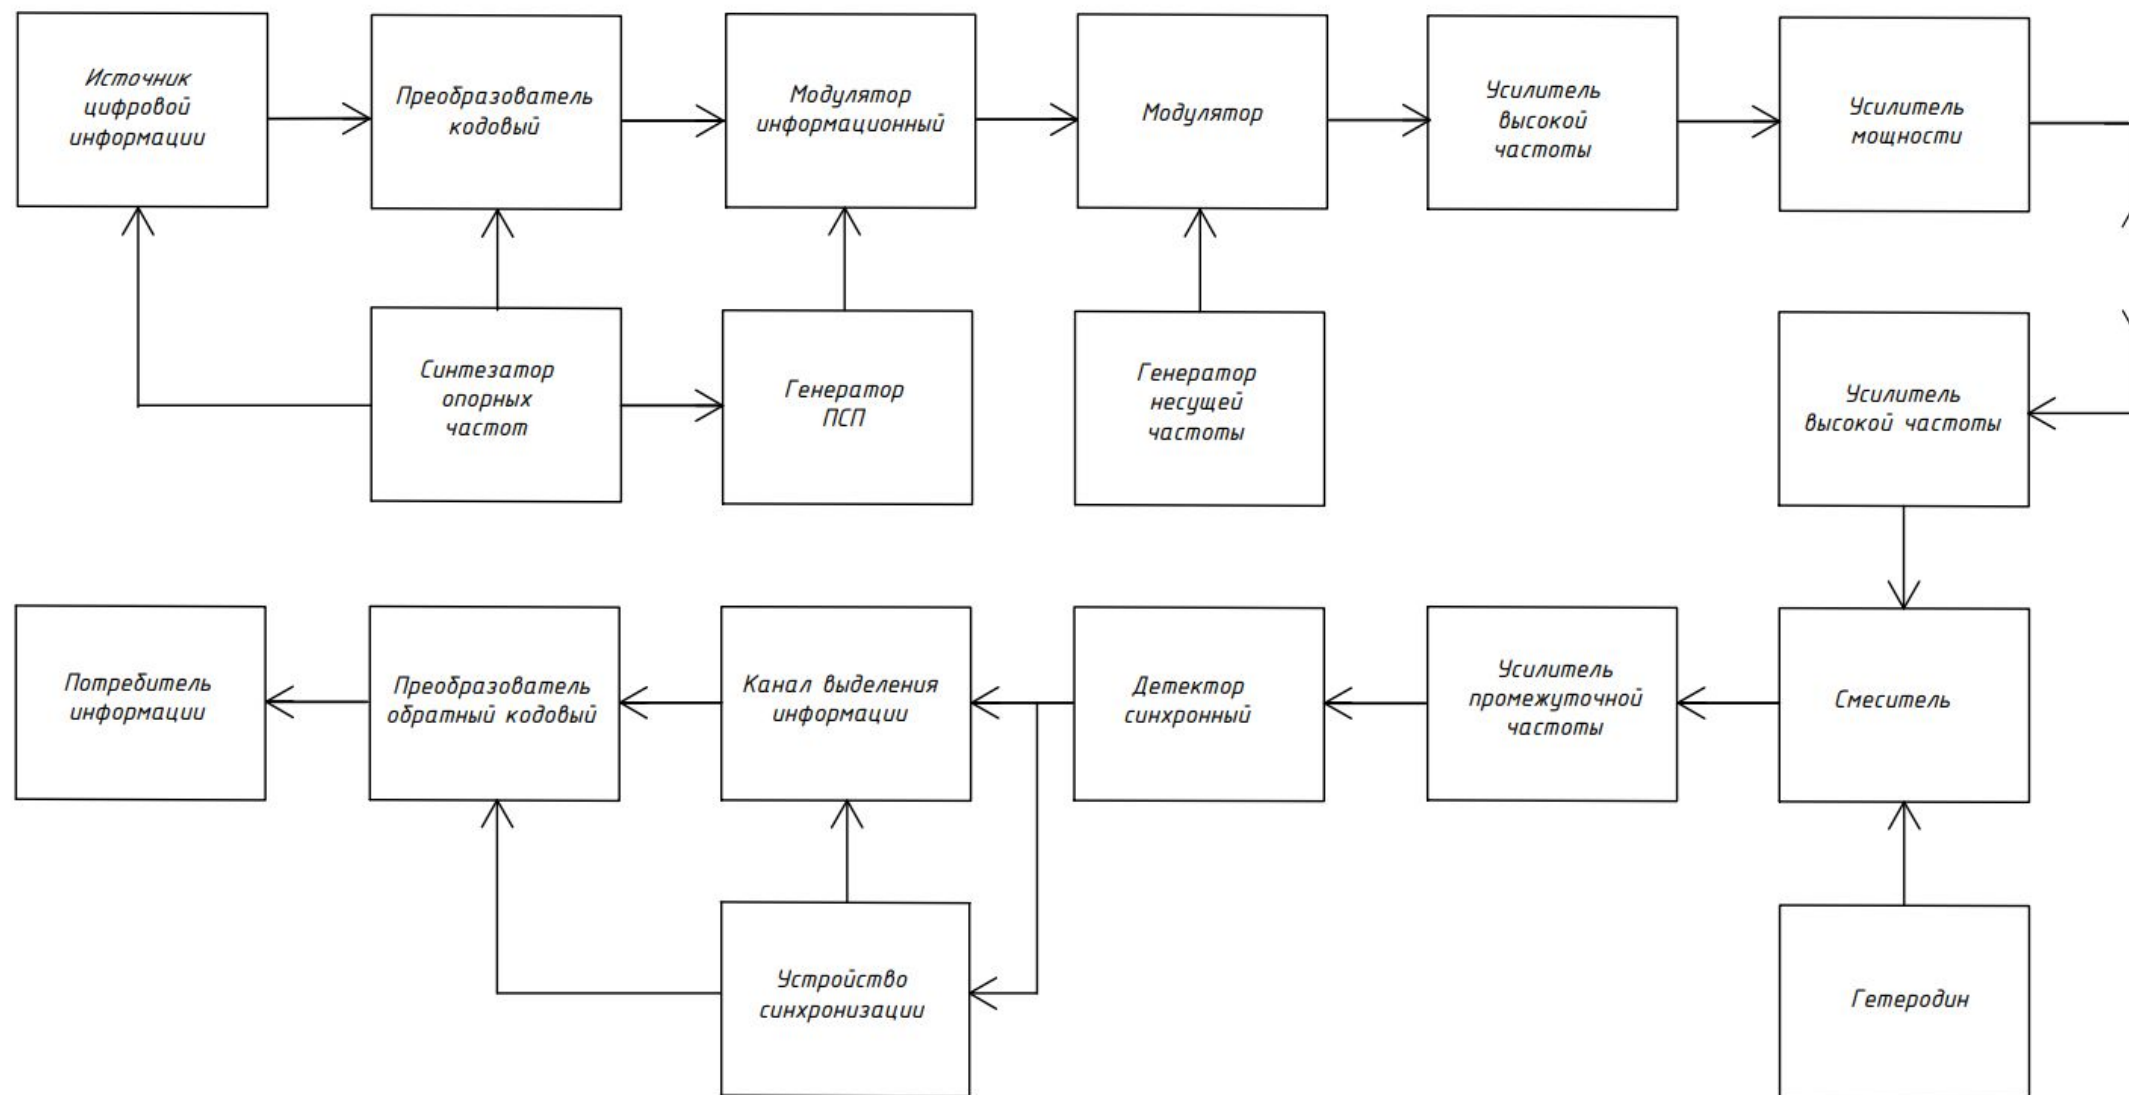 Источник
цифровой
информации
Преобразователь
кодовый
Модулятор
информационный
Модулятор
Усилитель
высокой
частоты
Усилитель
мощности
Синтезатор
опорных
частот
Генератор
ПСП
Генератор
несущей
частоты
Усилитель
высокой частоты
Потребитель
информации
Преобразователь
обратный кодовый
Канал выделения
информации
Детектор
синхронный
Усилитель
промежуточной
частоты
Смеситель
Устройство
синхронизации
Гетеродин